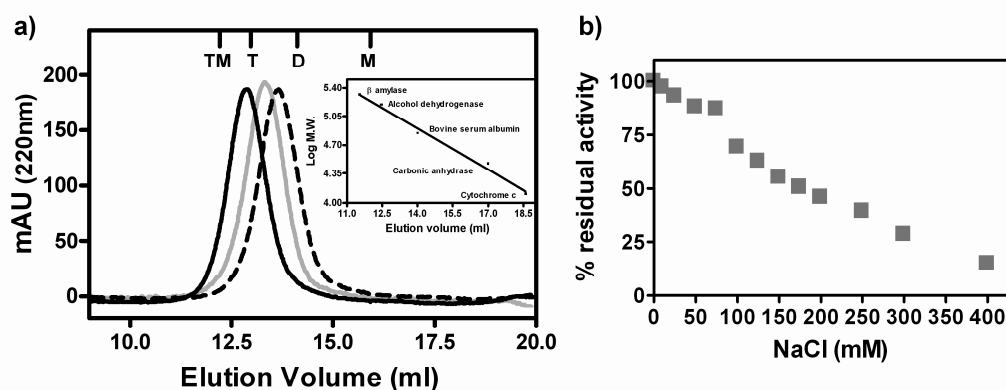 a)
TM T D M
mAU (220nm)
200
150
100
50
0
10.0 12.5 15.0 17.5 20.0
Elution Volume (ml)
Log M.W.
5.40
5.05
4.70
4.35
4.00
β amylase
Alcohol dehydrogenase
Bovine serum albumin
Carbonic anhydrase
Cytochrome c
11.0 12.5 14.0 15.5 17.0 18.5
Elution volume (ml)
b)
% residual activity
100
75
50
25
0
0 50 100 150 200 250 300 350 400
NaCl (mM)